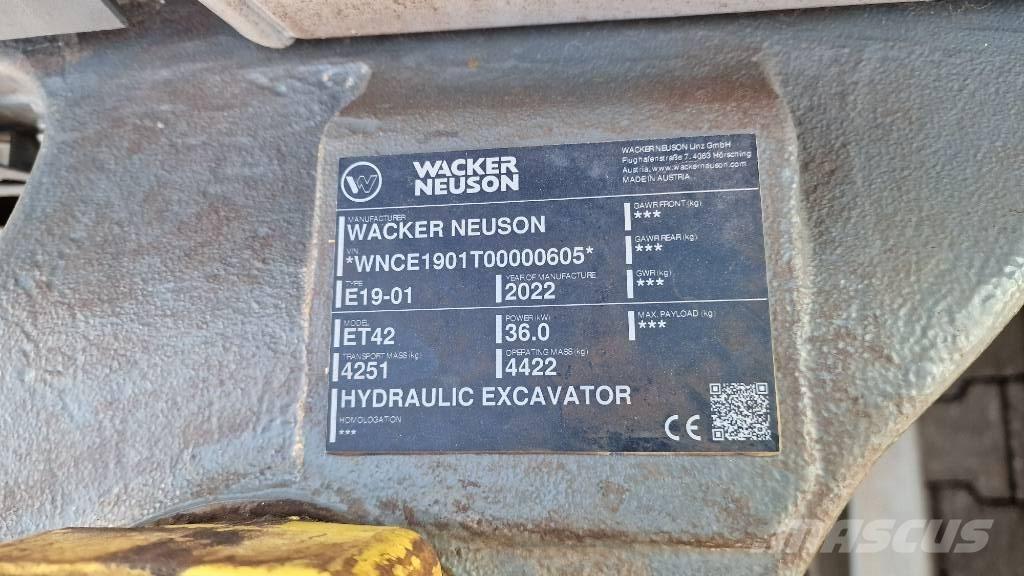 WACKER
NEUSON
WACKER NEUSON Linz GmbH
Flughafenstraße 7, 4063 Hörsching
Austria, www.wackerneuson.com
MADE IN AUSTRIA
MANUFACTURER
WACKER NEUSON
VIN
*WNCE1901T00000605*
TYPE
E19-01
YEAR OF MANUFACTURE
2022
GAWR FRONT (kg)
***
GAWR REAR (kg)
***
GWR (kg)
***
MODEL
ET42
POWER (kW)
36.0
MAX. PAYLOAD (kg)
***
TRANSPORT MASS (kg)
4251
OPERATING MASS (kg)
4422
HYDRAULIC EXCAVATOR
HOMOLOGATION
***
CE
MASCUS